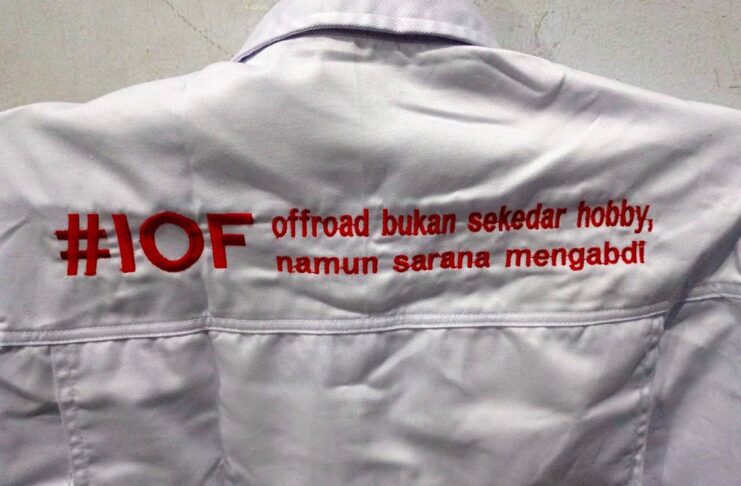 #IOF
offroad bukan sekedar hobby,
namun sarana mengabdi